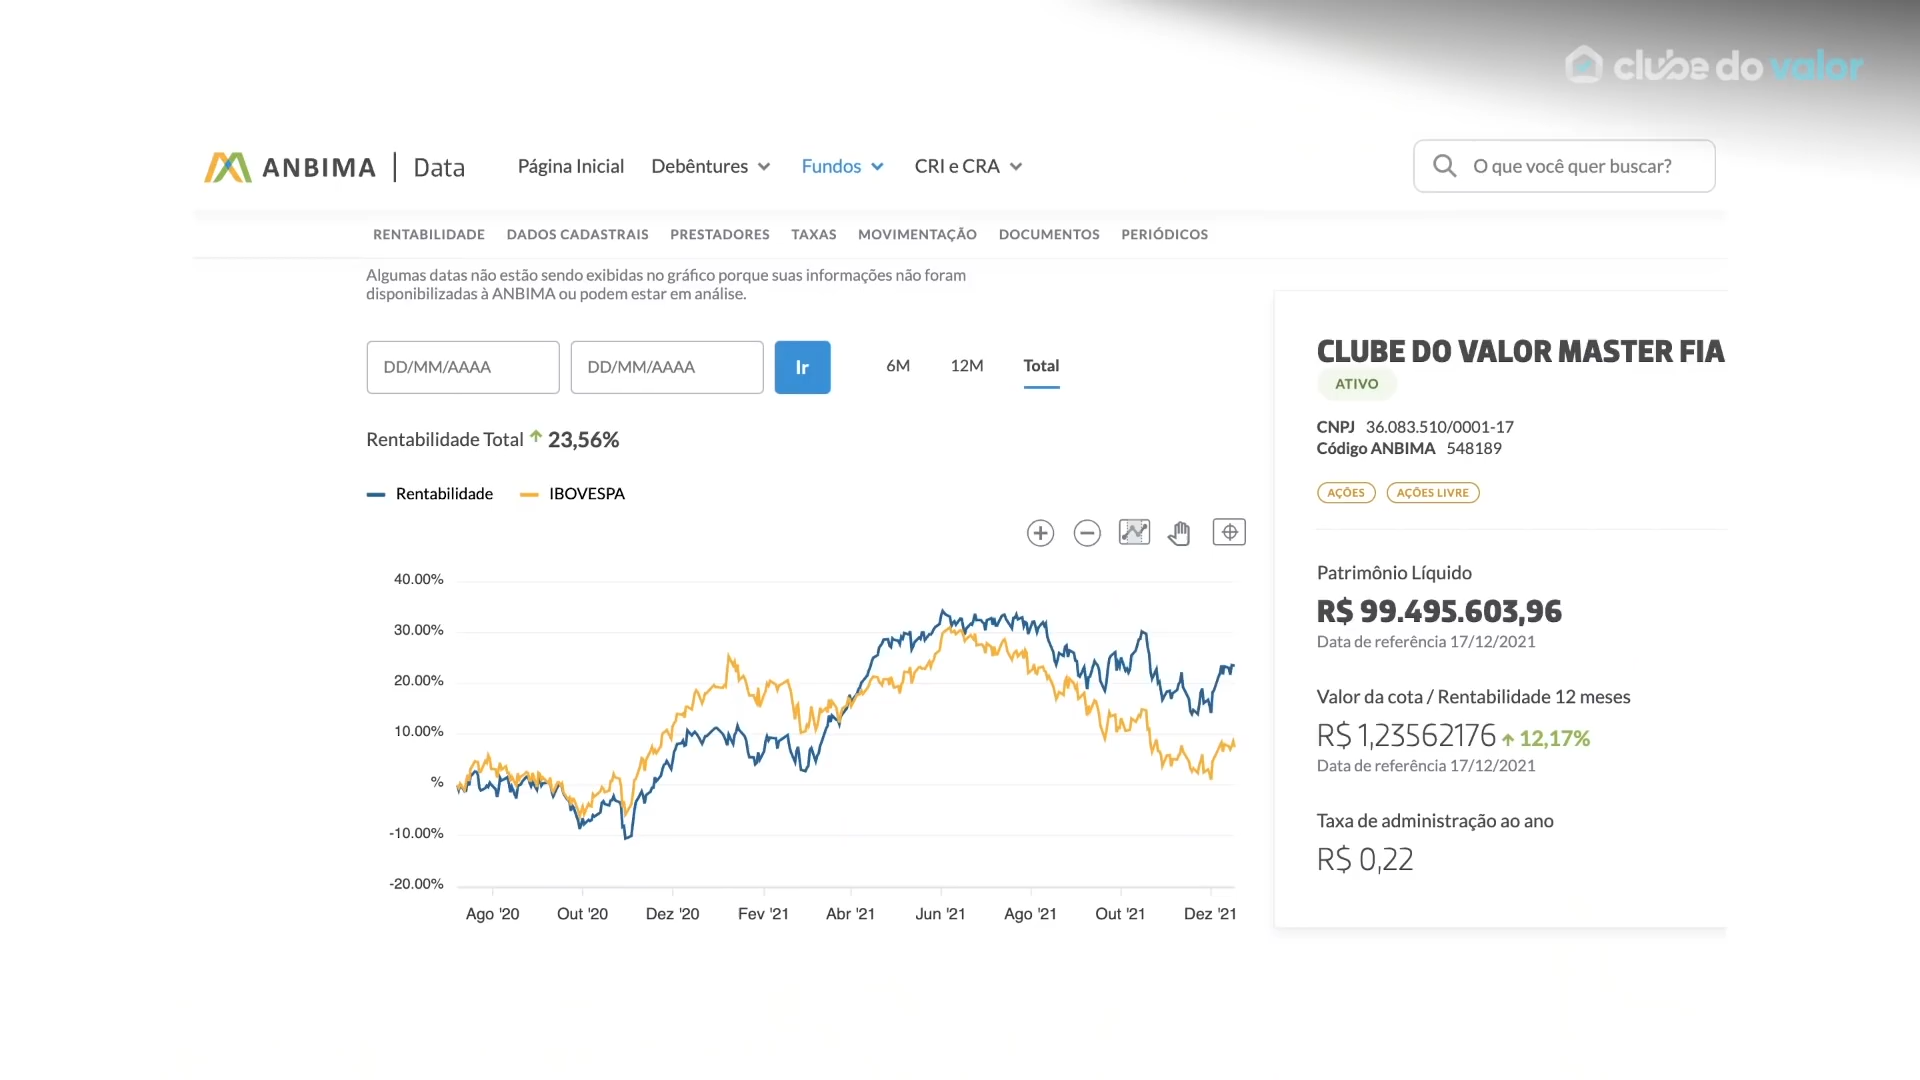 clube do valor
ANBIMA | Data
Página Inicial
Debêntures
Fundos
CRI e CRA
O que você quer buscar?
RENTABILIDADE
DADOS CADASTRAIS
PRESTADORES
TAXAS
MOVIMENTAÇÃO
DOCUMENTOS
PERIÓDICOS
Algumas datas não estão sendo exibidas no gráfico porque suas informações não foram
disponibilizadas à ANBIMA ou podem estar em análise.
DD/MM/AAAA
DD/MM/AAAA
Ir
6M
12M
Total
Rentabilidade Total 23,56%
Rentabilidade
IBOVESPA
40.00%
30.00%
20.00%
10.00%
%
-10.00%
-20.00%
Ago '20
Out '20
Dez '20
Fev '21
Abr '21
Jun '21
Ago '21
Out '21
Dez '21
CLUBE DO VALOR MASTER FIA
ATIVO
CNPJ 36.083.510/0001-17
Código ANBIMA 548189
AÇÕES
AÇÕES LIVRE
Patrimônio Líquido
R$ 99.495.603,96
Data de referência 17/12/2021
Valor da cota / Rentabilidade 12 meses
R$ 1,23562176 12,17%
Data de referência 17/12/2021
Taxa de administração ao ano
R$ 0,22